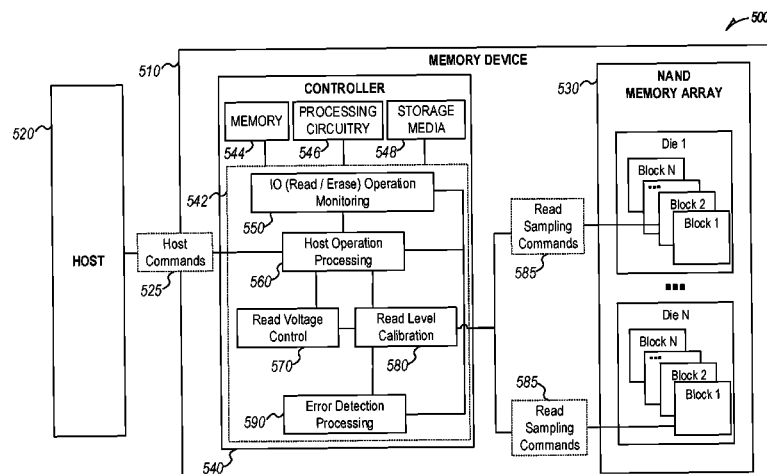 500
510
MEMORY DEVICE
520
HOST
Host
Commands
525
CONTROLLER
MEMORY
544
PROCESSING
CIRCUITRY
546
STORAGE
MEDIA
548
542
IO (Read / Erase) Operation
Monitoring
550
Host Operation
Processing
560
Read Voltage
Control
570
Read Level
Calibration
580
590
Error Detection
Processing
540
Read
Sampling
Commands
585
585
Read
Sampling
Commands
530
NAND
MEMORY ARRAY
Die 1
Block N
Block 2
Block 1
Die N
Block N
Block 2
Block 1